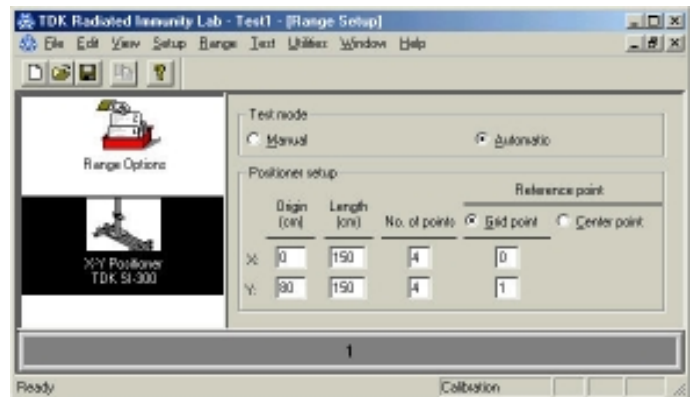 TDK Radiated Immunity Lab - Test1 - [Range Setup]
File Edit View Setup Range Test Utilities Window Help
Range Options
X-Y Positioner
TDK SI-300
Test mode
Manual
Automatic
Positioner setup
Reference point
Origin (cm)
Length (cm)
No. of points
Grid point
Center point
X: 0 150 4 0
Y: 80 150 4 1
1
Ready
Calibration